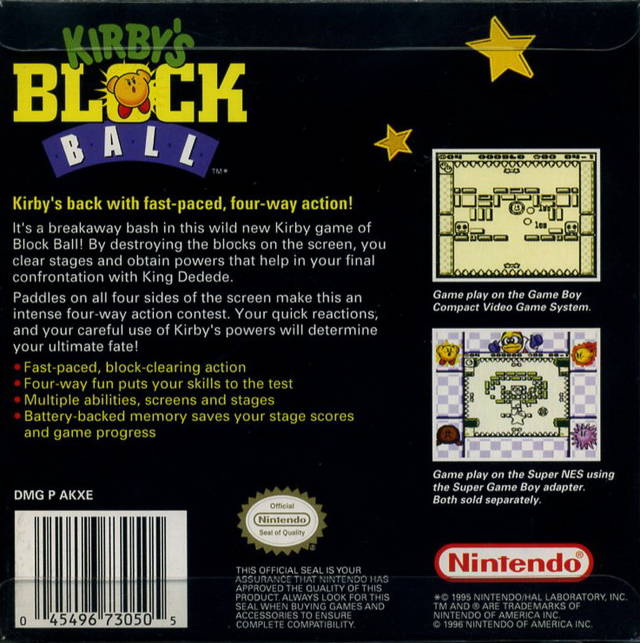 KIRBY'S
BLOCK
BALL
TM*
Kirby's back with fast-paced, four-way action!
It's a breakaway bash in this wild new Kirby game of
Block Ball! By destroying the blocks on the screen, you
clear stages and obtain powers that help in your final
confrontation with King Dedede.
Paddles on all four sides of the screen make this an
intense four-way action contest. Your quick reactions,
and your careful use of Kirby's powers will determine
your ultimate fate!
• Fast-paced, block-clearing action
• Four-way fun puts your skills to the test
• Multiple abilities, screens and stages
• Battery-backed memory saves your stage scores
and game progress
Game play on the Game Boy
Compact Video Game System.
Game play on the Super NES using
the Super Game Boy adapter.
Both sold separately.
DMG P AKXE
0 45496 73050 5
Official
Nintendo
Seal of Quality
®
THIS OFFICIAL SEAL IS YOUR
ASSURANCE THAT NINTENDO HAS
APPROVED THE QUALITY OF THIS
PRODUCT. ALWAYS LOOK FOR THIS
SEAL WHEN BUYING GAMES AND
ACCESSORIES TO ENSURE
COMPLETE COMPATIBILITY.
Nintendo®
*© 1995 NINTENDO/HAL LABORATORY, INC.
TM AND ® ARE TRADEMARKS OF
NINTENDO OF AMERICA INC.
© 1996 NINTENDO OF AMERICA INC.